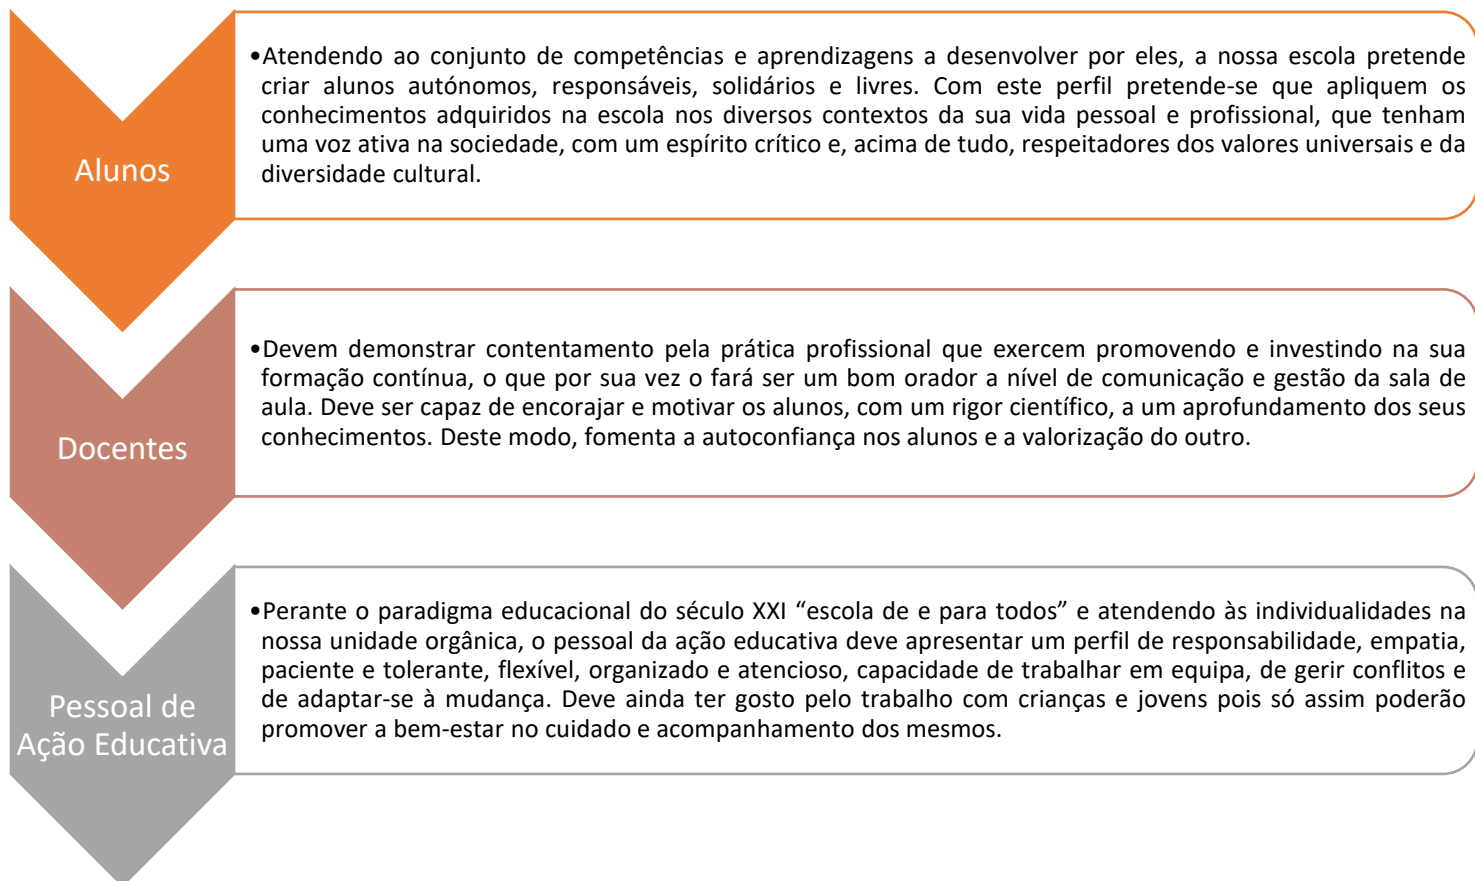 Alunos
•Atendendo ao conjunto de competências e aprendizagens a desenvolver por eles, a nossa escola pretende
criar alunos autónomos, responsáveis, solidários e livres. Com este perfil pretende-se que apliquem os
conhecimentos adquiridos na escola nos diversos contextos da sua vida pessoal e profissional, que tenham
uma voz ativa na sociedade, com um espírito crítico e, acima de tudo, respeitadores dos valores universais e da
diversidade cultural.
Docentes
•Devem demonstrar contentamento pela prática profissional que exercem promovendo e investindo na sua
formação contínua, o que por sua vez o fará ser um bom orador a nível de comunicação e gestão da sala de
aula. Deve ser capaz de encorajar e motivar os alunos, com um rigor científico, a um aprofundamento dos seus
conhecimentos. Deste modo, fomenta a autoconfiança nos alunos e a valorização do outro.
Pessoal de
Ação Educativa
•Perante o paradigma educacional do século XXI “escola de e para todos” e atendendo às individualidades na
nossa unidade orgânica, o pessoal da ação educativa deve apresentar um perfil de responsabilidade, empatia,
paciente e tolerante, flexível, organizado e atencioso, capacidade de trabalhar em equipa, de gerir conflitos e
de adaptar-se à mudança. Deve ainda ter gosto pelo trabalho com crianças e jovens pois só assim poderão
promover a bem-estar no cuidado e acompanhamento dos mesmos.